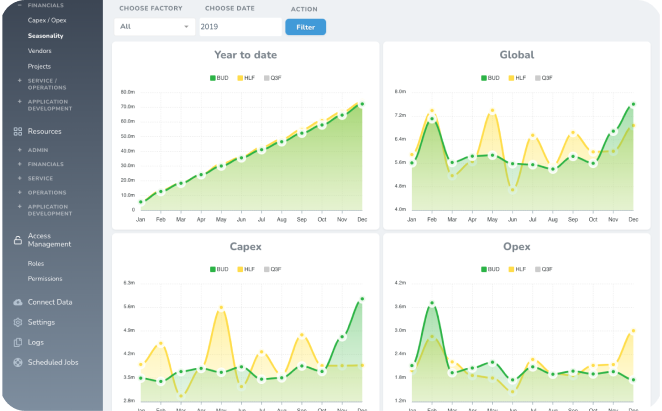 FINANCIALS
Capex / Opex
Seasonality
Vendors
Projects
+ SERVICE /
OPERATIONS
+ APPLICATION
DEVELOPMENT
Resources
+ ADMIN
+ FINANCIALS
+ SERVICE
+ OPERATIONS
+ APPLICATION
DEVELOPMENT
Access
Management
Roles
Permissions
Connect Data
Settings
Logs
Scheduled Jobs
CHOOSE FACTORY CHOOSE DATE ACTION
All 2019 Filter
Year to date
BUD HLF Q3F
80.0m
70.0m
60.0m
50.0m
40.0m
30.0m
20.0m
10.0m
0
Jan Feb Mar Apr May Jun Jul Aug Sep Oct Nov Dec
Global
BUD HLF Q3F
8.0m
7.2m
6.4m
5.6m
4.8m
4.0m
Jan Feb Mar Apr May Jun Jul Aug Sep Oct Nov Dec
Capex
BUD HLF Q3F
6.3m
5.6m
4.9m
4.2m
3.5m
2.8m
Jan Feb Mar Apr May Jun Jul Aug Sep Oct Nov Dec
Opex
BUD HLF Q3F
4.2m
3.6m
3.0m
2.4m
1.8m
1.2m
Jan Feb Mar Apr May Jun Jul Aug Sep Oct Nov Dec